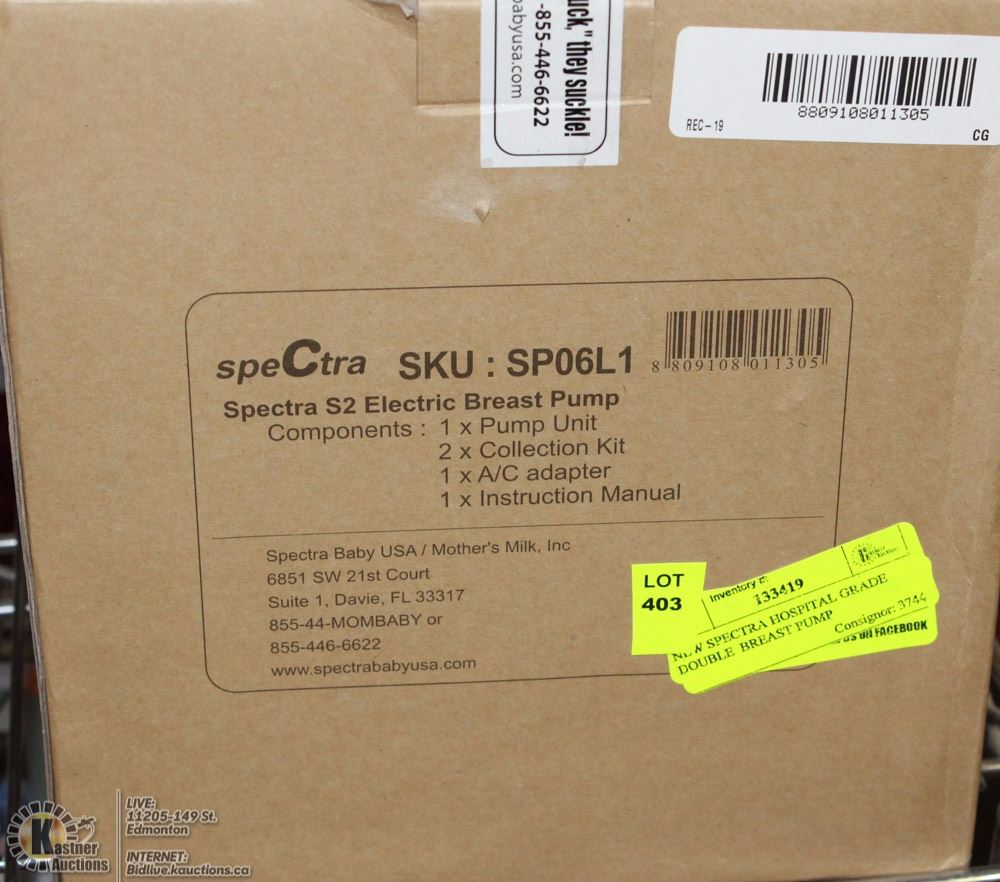 uck," they suckle!
-855-446-6622
babyusa.com
8809108011305
REC-19
CG
speCtra SKU : SP06L1
8 809108 011305
Spectra S2 Electric Breast Pump
Components : 1 x Pump Unit
2 x Collection Kit
1 x A/C adapter
1 x Instruction Manual
Spectra Baby USA / Mother's Milk, Inc
6851 SW 21st Court
Suite 1, Davie, FL 33317
855-44-MOMBABY or
855-446-6622
www.spectrababyusa.com
LOT
403
Inventory #:
133419
NEW SPECTRA HOSPITAL GRADE
DOUBLE BREAST PUMP
Consignor: 3744
US ON FACEBOOK
Kastner
Auctions
LIVE:
11205-149 St.
Edmonton
INTERNET:
Bidlive.kauctions.ca